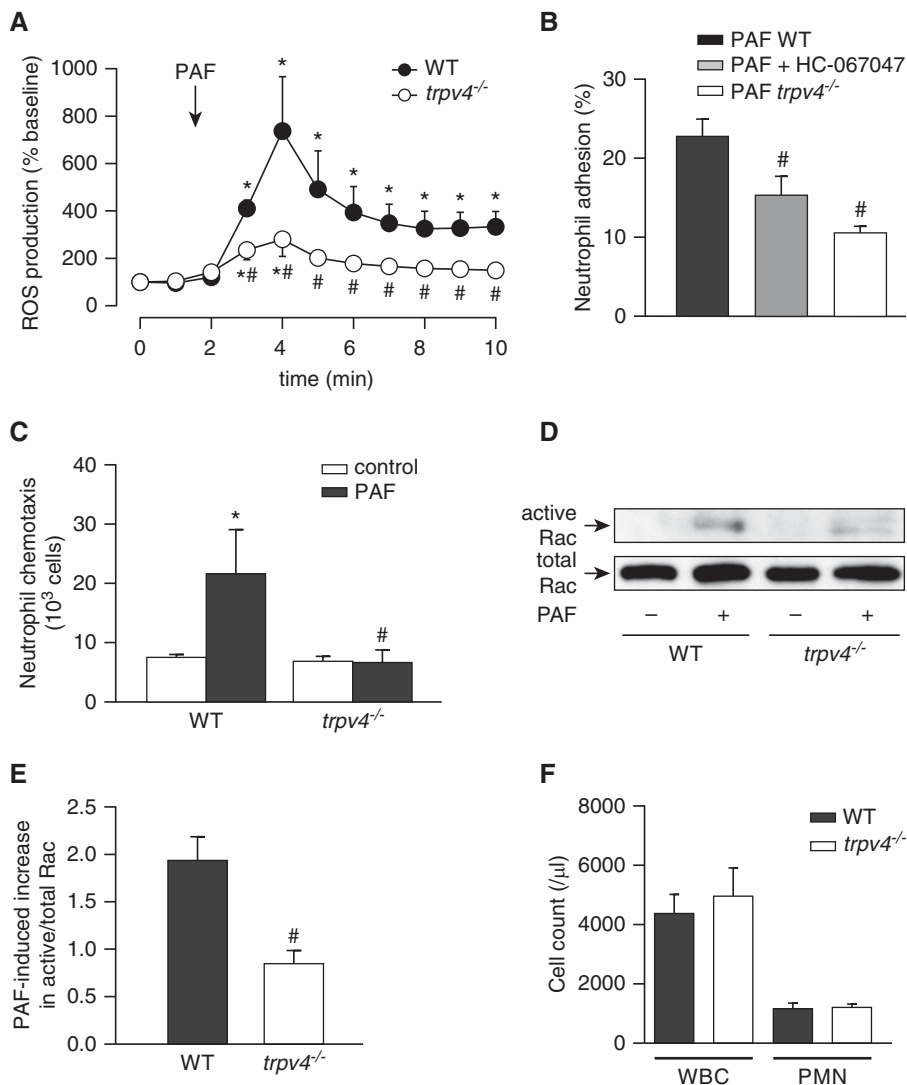 A
PAF
WT
trpv4-/-
ROS production (% baseline)
1000
800
600
400
200
0
*
*
*
*
*
*
*
*
*# *# # # # # # #
0 2 4 6 8 10
time (min)
B
PAF WT
PAF + HC-067047
PAF trpv4-/-
Neutrophil adhesion (%)
30
20
10
0
#
#
C
control
PAF
Neutrophil chemotaxis
(10³ cells)
40
30
20
10
0
*
#
WT trpv4-/-
D
active
Rac
total
Rac
PAF – + – +
WT trpv4-/-
E
PAF-induced increase
in active/total Rac
2.5
2.0
1.5
1.0
0.5
0.0
#
WT trpv4-/-
F
WT
trpv4-/-
Cell count (/µl)
8000
6000
4000
2000
0
WBC PMN